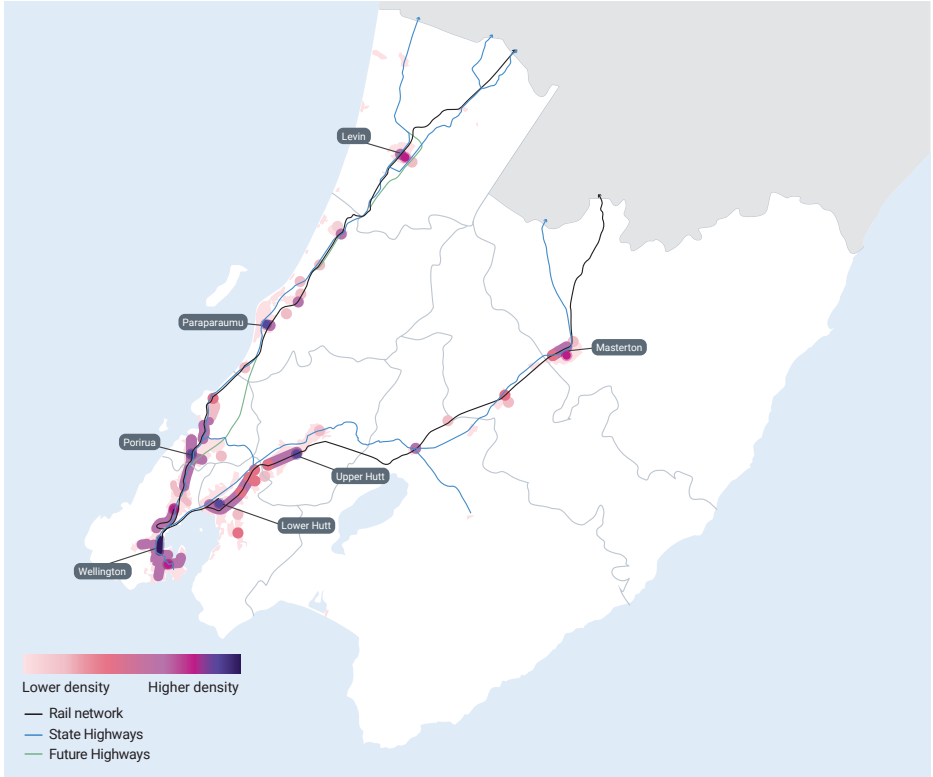 Levin
Paraparaumu
Masterton
Porirua
Upper Hutt
Lower Hutt
Wellington
Lower density Higher density
Rail network
State Highways
Future Highways